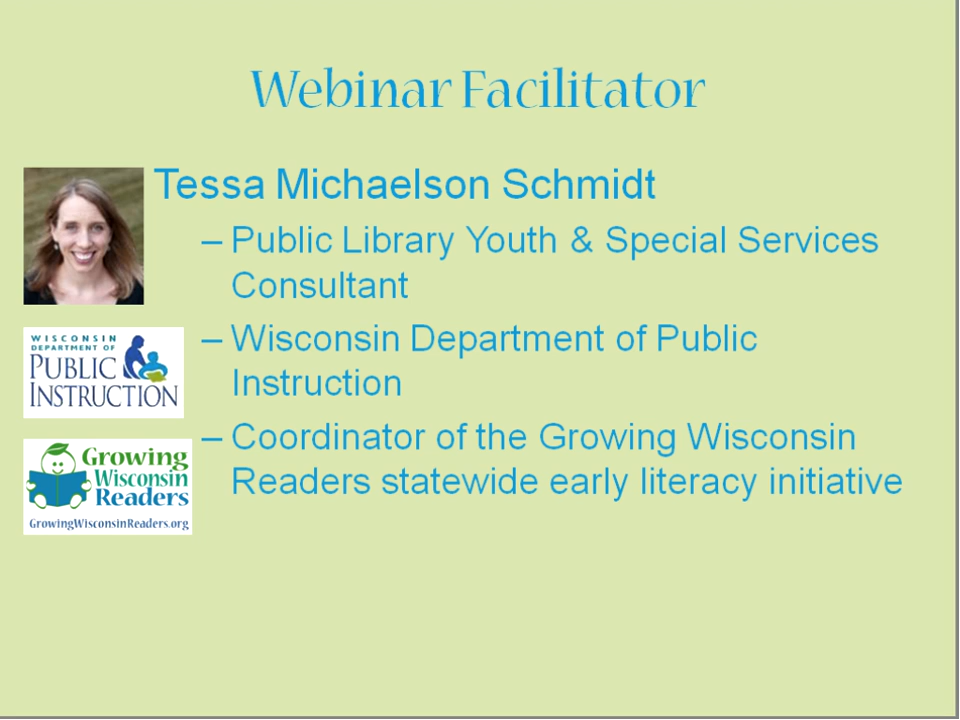 Webinar Facilitator
Tessa Michaelson Schmidt
– Public Library Youth & Special Services
Consultant
– Wisconsin Department of Public
Instruction
– Coordinator of the Growing Wisconsin
Readers statewide early literacy initiative
WISCONSIN
DEPARTMENT OF
PUBLIC
INSTRUCTION
Growing
Wisconsin
Readers
GrowingWisconsinReaders.org